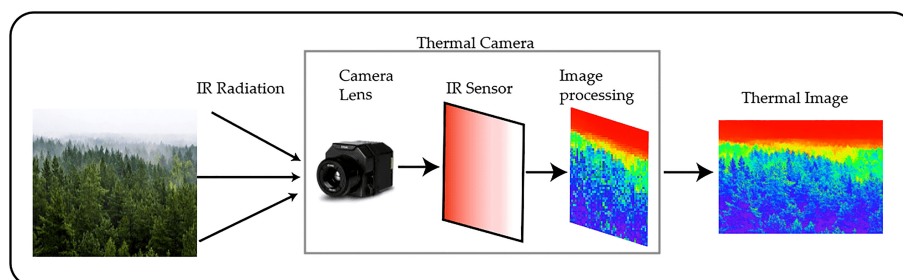 Thermal Camera
IR Radiation
Camera
Lens
IR Sensor
Image
processing
Thermal Image